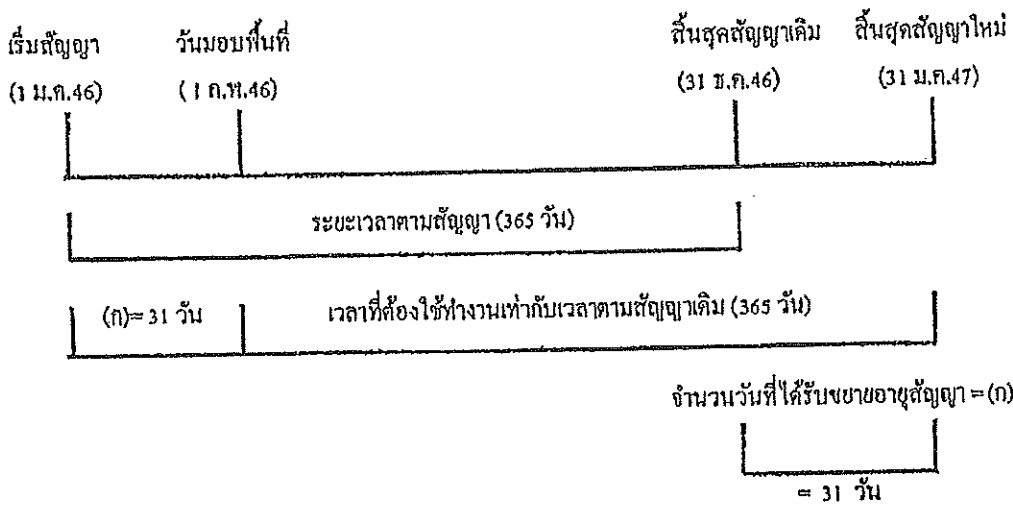 เริ่มสัญญา วันมอบพื้นที่ สิ้นสุดสัญญาเดิม สิ้นสุดสัญญาใหม่
(1 ม.ค.46) (1 ก.พ.46) (31 ธ.ค.46) (31 ม.ค.47)
ระยะเวลาตามสัญญา (365 วัน)
(ก)= 31 วัน เวลาที่ต้องใช้ทำงานเท่ากับเวลาตามสัญญาเดิม (365 วัน)
จำนวนวันที่ได้รับขยายอายุสัญญา = (ก)
= 31 วัน